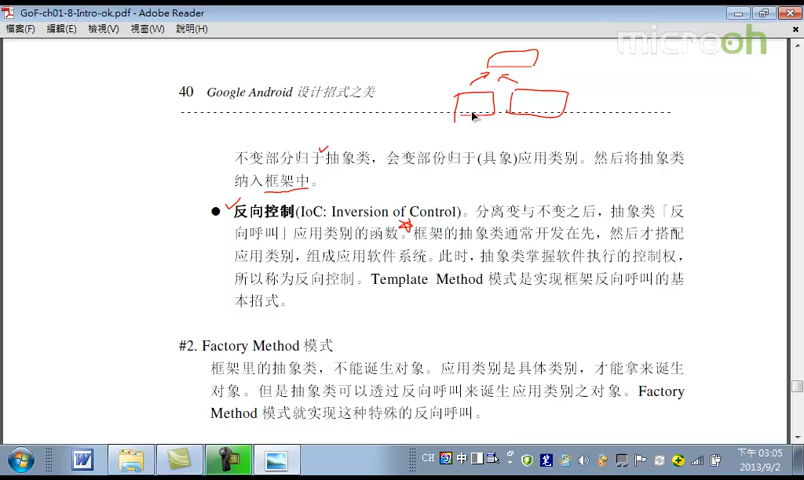 GoF-ch01-8-Intro-ok.pdf - Adobe Reader
檔案(F) 編輯(E) 檢視(V) 視窗(W) 說明(H)
microoh
40 Google Android 设计招式之美
不变部分归于抽象类，会变部份归于(具象)应用类别。然后将抽象类
纳入框架中。
● 反向控制(IoC: Inversion of Control)。分离变与不变之后，抽象类「反
向呼叫」应用类别的函数。框架的抽象类通常开发在先，然后才搭配
应用类别，组成应用软件系统。此时，抽象类掌握软件执行的控制权，
所以称为反向控制。Template Method 模式是实现框架反向呼叫的基
本招式。
#2. Factory Method 模式
框架里的抽象类，不能诞生对象。应用类别是具体类别，才能拿来诞生
对象。但是抽象类可以透过反向呼叫来诞生应用类别之对象。Factory
Method 模式就实现这种特殊的反向呼叫。
CH 中
下午 03:05
2013/9/2